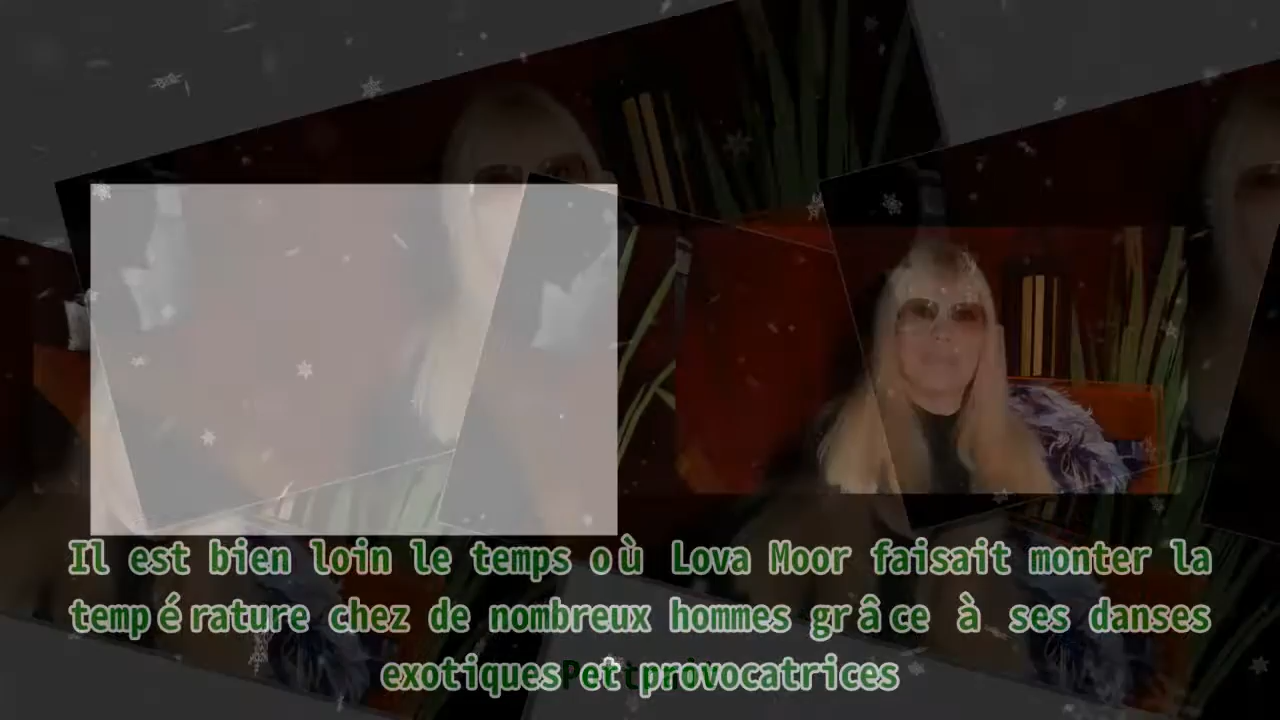 Il est bien loin le temps où Lova Moor faisait monter la
température chez de nombreux hommes grâce à ses danses
exotiques et provocatrices